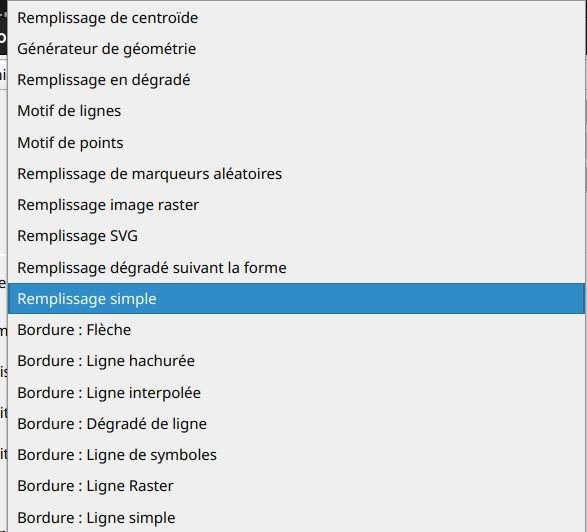 Remplissage de centroïde
Générateur de géométrie
Remplissage en dégradé
Motif de lignes
Motif de points
Remplissage de marqueurs aléatoires
Remplissage image raster
Remplissage SVG
Remplissage dégradé suivant la forme
Remplissage simple
Bordure : Flèche
Bordure : Ligne hachurée
Bordure : Ligne interpolée
Bordure : Dégradé de ligne
Bordure : Ligne de symboles
Bordure : Ligne Raster
Bordure : Ligne simple